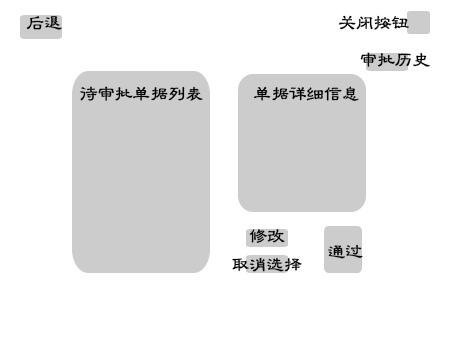 后退
关闭按钮
审批历史
待审批单据列表
单据详细信息
修改
取消选择
通过